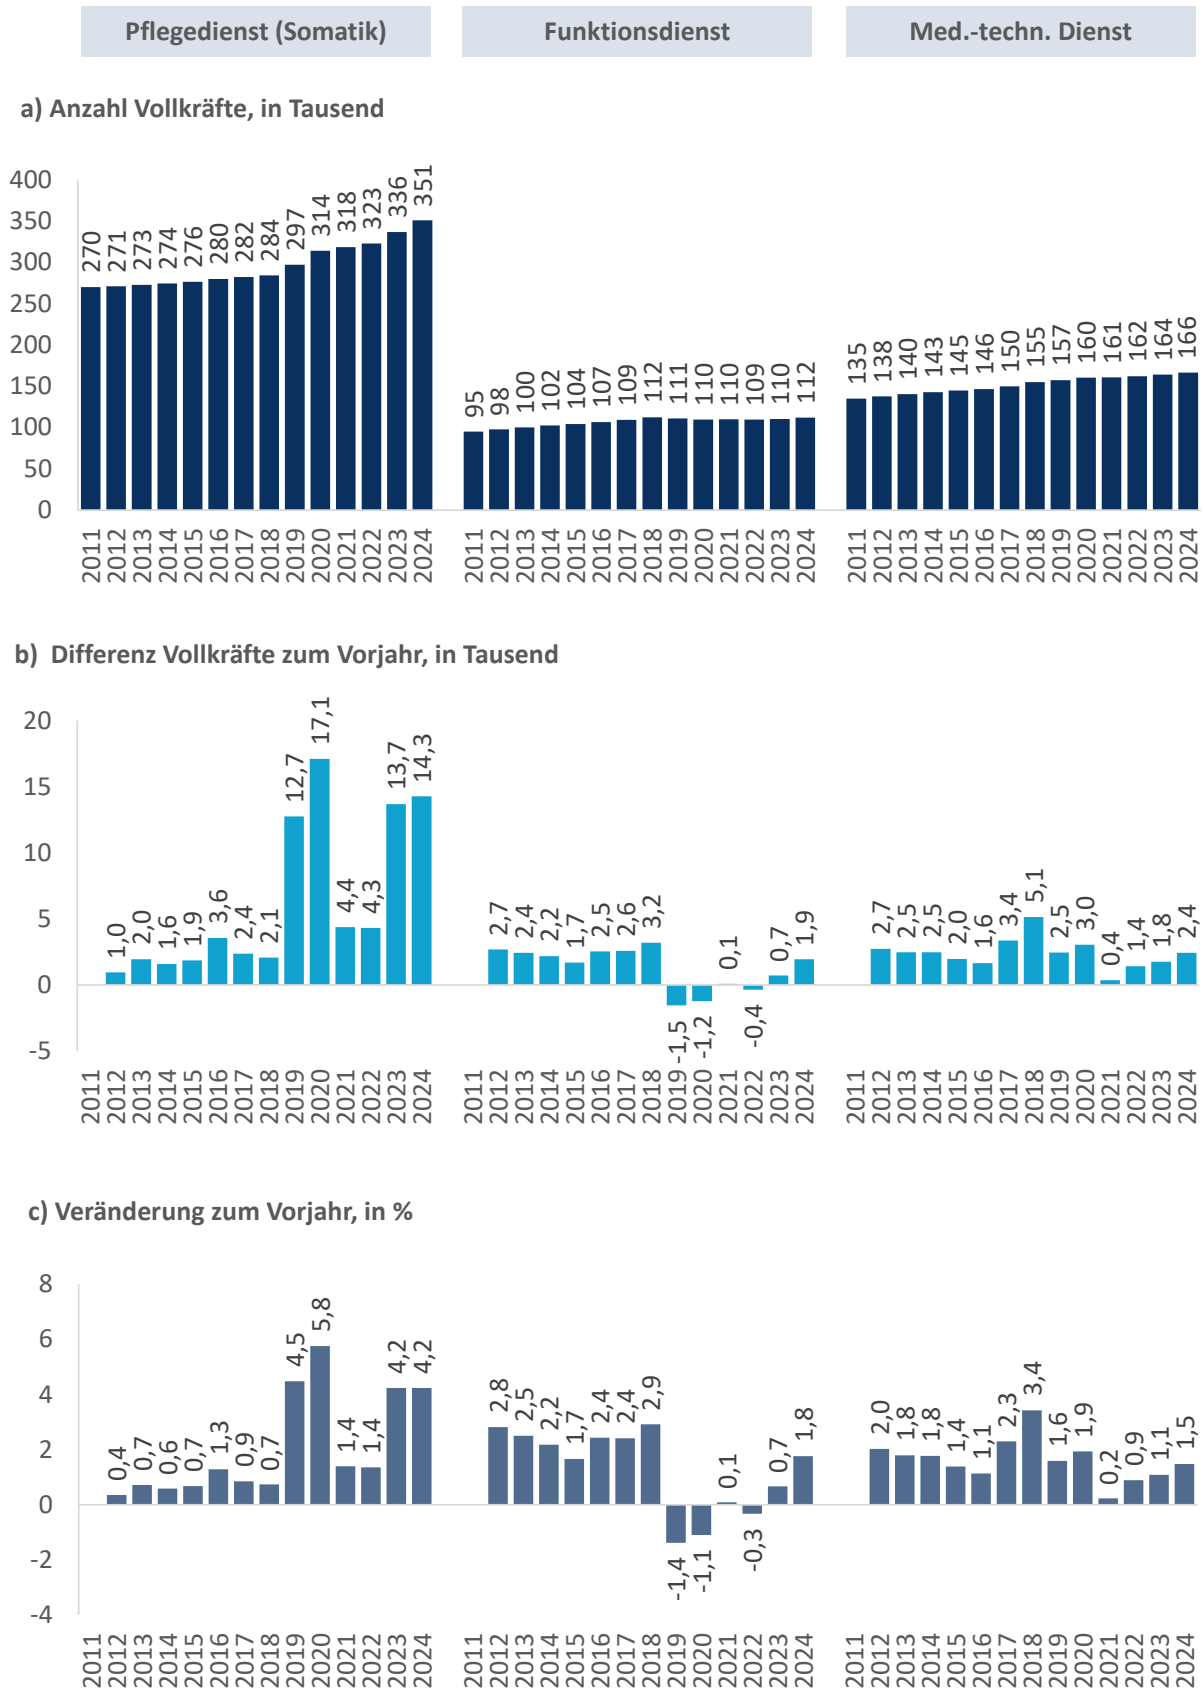 Pflegedienst (Somatik) Funktionsdienst Med.-techn. Dienst
a) Anzahl Vollkräfte, in Tausend
400
350
300
250
200
150
100
50
0
270 271 273 274 276 280 282 284 297 314 318 323 336 351
95 98 100 102 104 107 109 112 111 110 110 109 110 112
135 138 140 143 145 146 150 155 157 160 161 162 164 166
2011 2012 2013 2014 2015 2016 2017 2018 2019 2020 2021 2022 2023 2024
2011 2012 2013 2014 2015 2016 2017 2018 2019 2020 2021 2022 2023 2024
2011 2012 2013 2014 2015 2016 2017 2018 2019 2020 2021 2022 2023 2024
b) Differenz Vollkräfte zum Vorjahr, in Tausend
20
15
10
5
0
-5
1,0 2,0 1,6 1,9 3,6 2,4 2,1 12,7 17,1 4,4 4,3 13,7 14,3
2,7 2,4 2,2 1,7 2,5 2,6 3,2 -1,5 -1,2 0,1 -0,4 0,7 1,9
2,7 2,5 2,5 2,0 1,6 3,4 5,1 2,5 3,0 0,4 1,4 1,8 2,4
2011 2012 2013 2014 2015 2016 2017 2018 2019 2020 2021 2022 2023 2024
2011 2012 2013 2014 2015 2016 2017 2018 2019 2020 2021 2022 2023 2024
2011 2012 2013 2014 2015 2016 2017 2018 2019 2020 2021 2022 2023 2024
c) Veränderung zum Vorjahr, in %
8
6
4
2
0
-2
-4
0,4 0,7 0,6 0,7 1,3 0,9 0,7 4,5 5,8 1,4 1,4 4,2 4,2
2,8 2,5 2,2 1,7 2,4 2,4 2,9 -1,4 -1,1 0,1 -0,3 0,7 1,8
2,0 1,8 1,8 1,4 1,1 2,3 3,4 1,6 1,9 0,2 0,9 1,1 1,5
2011 2012 2013 2014 2015 2016 2017 2018 2019 2020 2021 2022 2023 2024
2011 2012 2013 2014 2015 2016 2017 2018 2019 2020 2021 2022 2023 2024
2011 2012 2013 2014 2015 2016 2017 2018 2019 2020 2021 2022 2023 2024